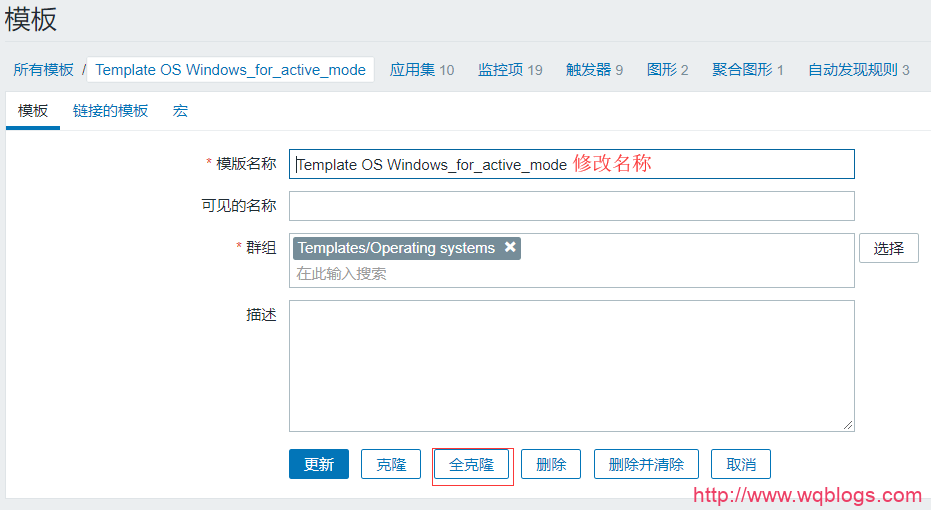 模板
所有模板 / Template OS Windows_for_active_mode 应用集 10 监控项 19 触发器 9 图形 2 聚合图形 1 自动发现规则 3
模板 链接的模板 宏
* 模版名称 Template OS Windows_for_active_mode 修改名称
可见的名称
* 群组 Templates/Operating systems ✖ 选择
在此输入搜索
描述
更新 克隆 全克隆 删除 删除并清除 取消
http://www.wqblogs.com